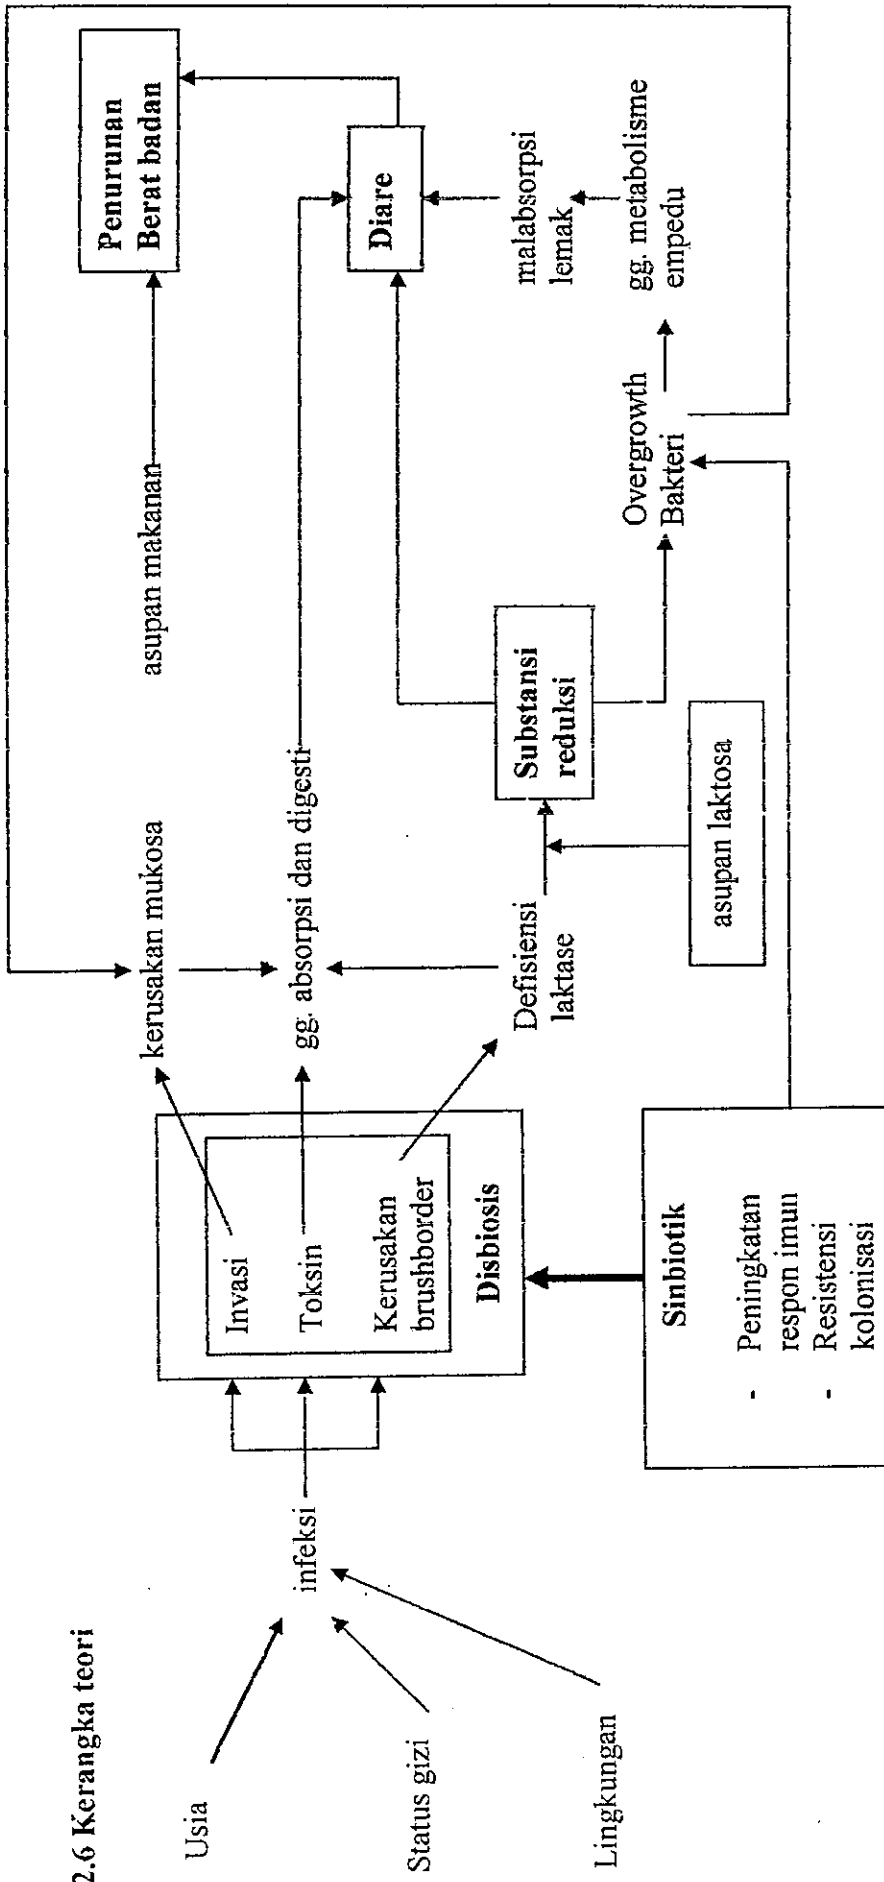 2.6 Kerangka teori
Usia
Status gizi
Lingkungan
infeksi
Invasi
Toksin
Kerusakan
brushborder
Disbiosis
Sinbiotik
- Peningkatan
respon imun
- Resistensi
kolonisasi
kerusakan mukosa
gg. absorpsi dan digesti
Defisiensi
laktase
asupan laktosa
Substansi
reduksi
asupan makanan
Overgrowth
Bakteri
gg. metabolisme
empedu
malabsorpsi
lemak
Diare
Penurunan
Berat badan